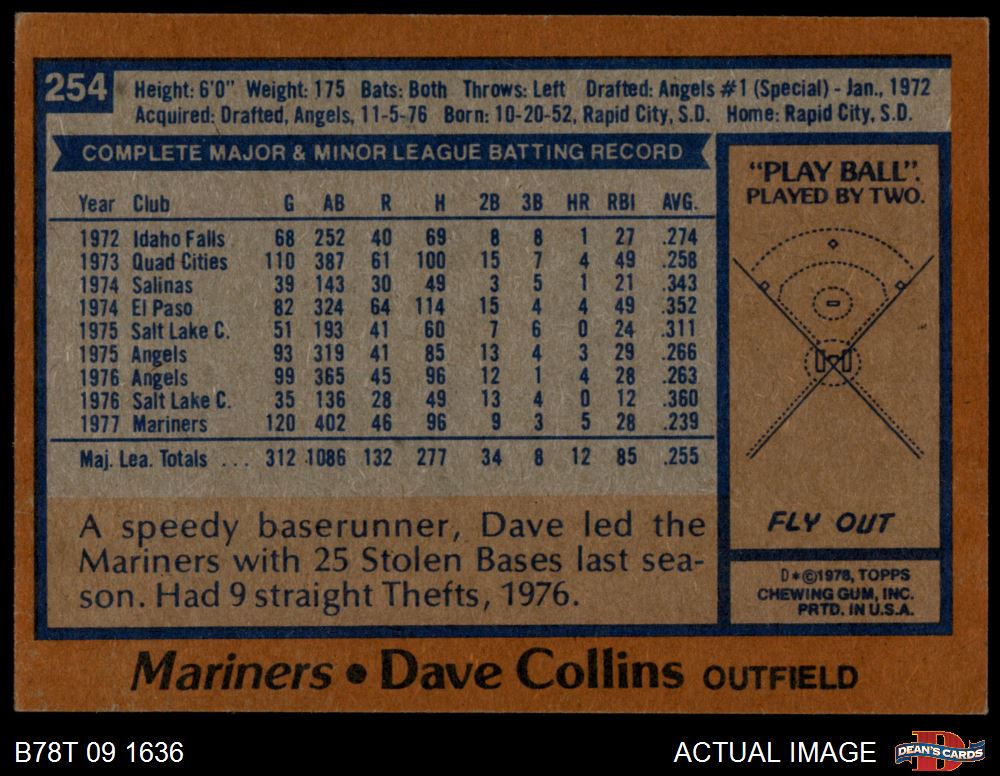 254
Height: 6'0" Weight: 175 Bats: Both Throws: Left Drafted: Angels #1 (Special) - Jan., 1972
Acquired: Drafted, Angels, 11-5-76 Born: 10-20-52, Rapid City, S.D. Home: Rapid City, S.D.
COMPLETE MAJOR & MINOR LEAGUE BATTING RECORD
Year Club G AB R H 2B 3B HR RBI AVG.
1972 Idaho Falls 68 252 40 69 8 8 1 27 .274
1973 Quad Cities 110 387 61 100 15 7 4 49 .258
1974 Salinas 39 143 30 49 3 5 1 21 .343
1974 El Paso 82 324 64 114 15 4 4 49 .352
1975 Salt Lake C. 51 193 41 60 7 6 0 24 .311
1975 Angels 93 319 41 85 13 4 3 29 .266
1976 Angels 99 365 45 96 12 1 4 28 .263
1976 Salt Lake C. 35 136 28 49 13 4 0 12 .360
1977 Mariners 120 402 46 96 9 3 5 28 .239
Maj. Lea. Totals ... 312 1086 132 277 34 8 12 85 .255
A speedy baserunner, Dave led the
Mariners with 25 Stolen Bases last sea-
son. Had 9 straight Thefts, 1976.
"PLAY BALL".
PLAYED BY TWO.
FLY OUT
D*©1978, TOPPS
CHEWING GUM, INC.
PRTD. IN U.S.A.
Mariners • Dave Collins OUTFIELD
B78T 09 1636
ACTUAL IMAGE
DEAN'S CARDS